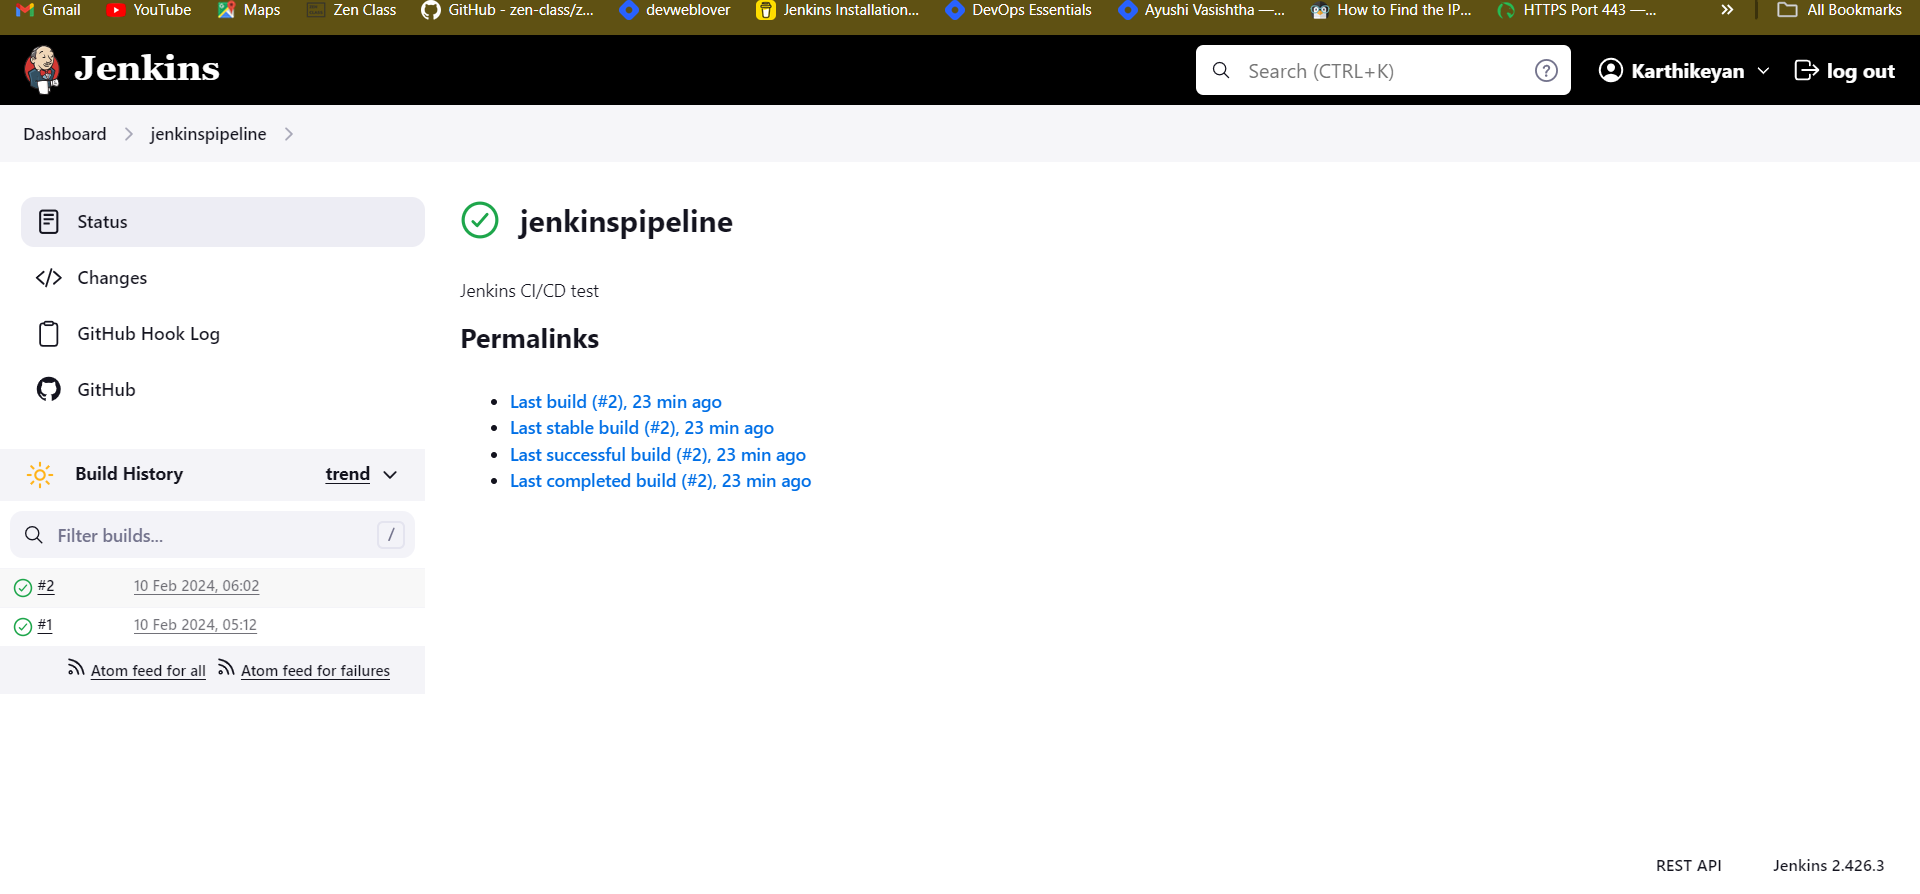 Gmail YouTube Maps Zen Class GitHub - zen-class/z... devweblover Jenkins Installation... DevOps Essentials Ayushi Vasishtha —... How to Find the IP... HTTPS Port 443 —... All Bookmarks
Jenkins Search (CTRL+K) ? Karthikeyan log out
Dashboard jenkinspipeline
Status
Changes
GitHub Hook Log
GitHub
Build History trend
Filter builds... /
#2 10 Feb 2024, 06:02
#1 10 Feb 2024, 05:12
Atom feed for all Atom feed for failures
jenkinspipeline
Jenkins CI/CD test
Permalinks
Last build (#2), 23 min ago
Last stable build (#2), 23 min ago
Last successful build (#2), 23 min ago
Last completed build (#2), 23 min ago
REST API Jenkins 2.426.3